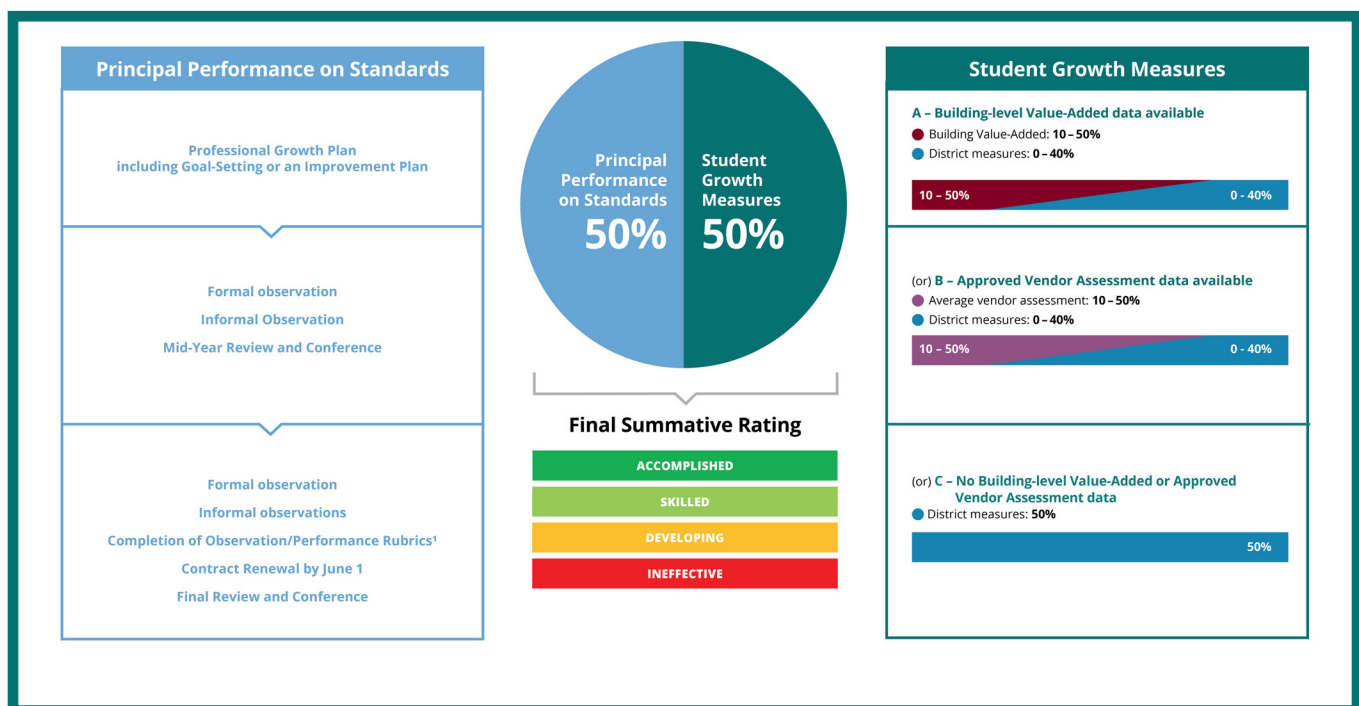 Principal Performance on Standards
Professional Growth Plan
including Goal-Setting or an Improvement Plan
Formal observation
Informal Observation
Mid-Year Review and Conference
Formal observation
Informal observations
Completion of Observation/Performance Rubrics¹
Contract Renewal by June 1
Final Review and Conference
Principal
Performance
on Standards
50%
Student
Growth
Measures
50%
Final Summative Rating
ACCOMPLISHED
SKILLED
DEVELOPING
INEFFECTIVE
Student Growth Measures
A – Building-level Value-Added data available
Building Value-Added: 10 – 50%
District measures: 0 – 40%
10 – 50% 0 - 40%
(or) B – Approved Vendor Assessment data available
Average vendor assessment: 10 – 50%
District measures: 0 – 40%
10 – 50% 0 - 40%
(or) C – No Building-level Value-Added or Approved
Vendor Assessment data
District measures: 50%
50%